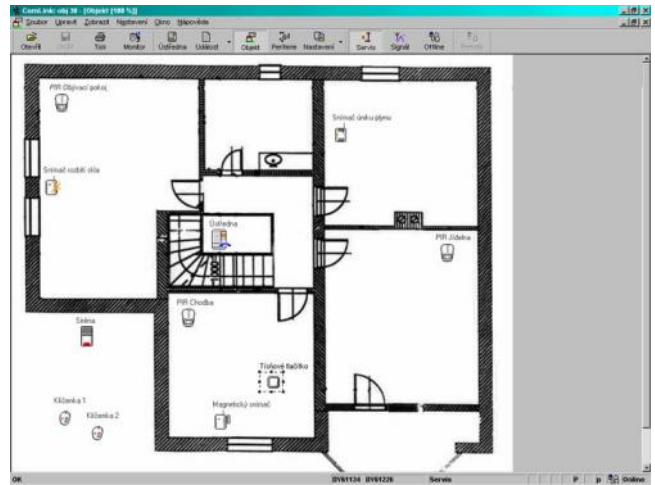 ComLink: obj 30 - [Objekt [100 %]]
Soubor Upravit Zobrazit Nastavení Okno Nápověda
Otevřít Uložit Tisk Monitor Ústředna Událost Objekt Periferie Nastavení Servis Signál Offline
PIR Obývací pokoj
Snímač úniku plynu
Snímač rozbití skla
Ústředna
PIR Jídelna
PIR Chodba
Siréna
Tísňové tlačítko
Klíčenka 1
Magnetický snímač
Klíčenka 2
OK
Servis
P p Online